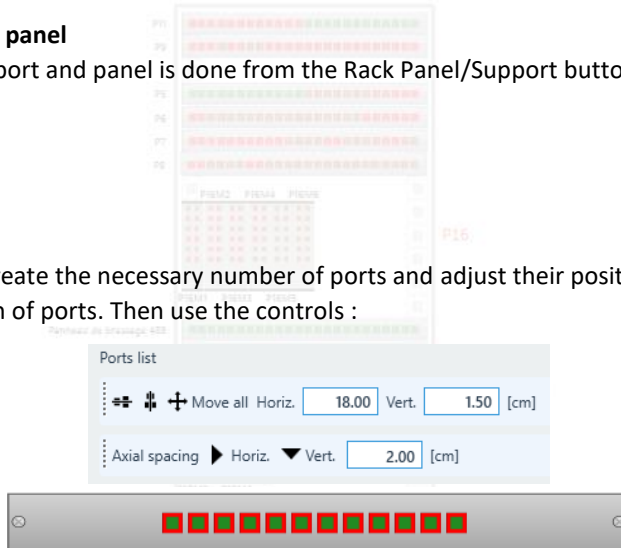 panel
port and panel is done from the Rack Panel/Support butto
P16
eate the necessary number of ports and adjust their posit
n of ports. Then use the controls :
Ports list
Move all Horiz. 18.00 Vert. 1.50 [cm]
Axial spacing Horiz. Vert. 2.00 [cm]